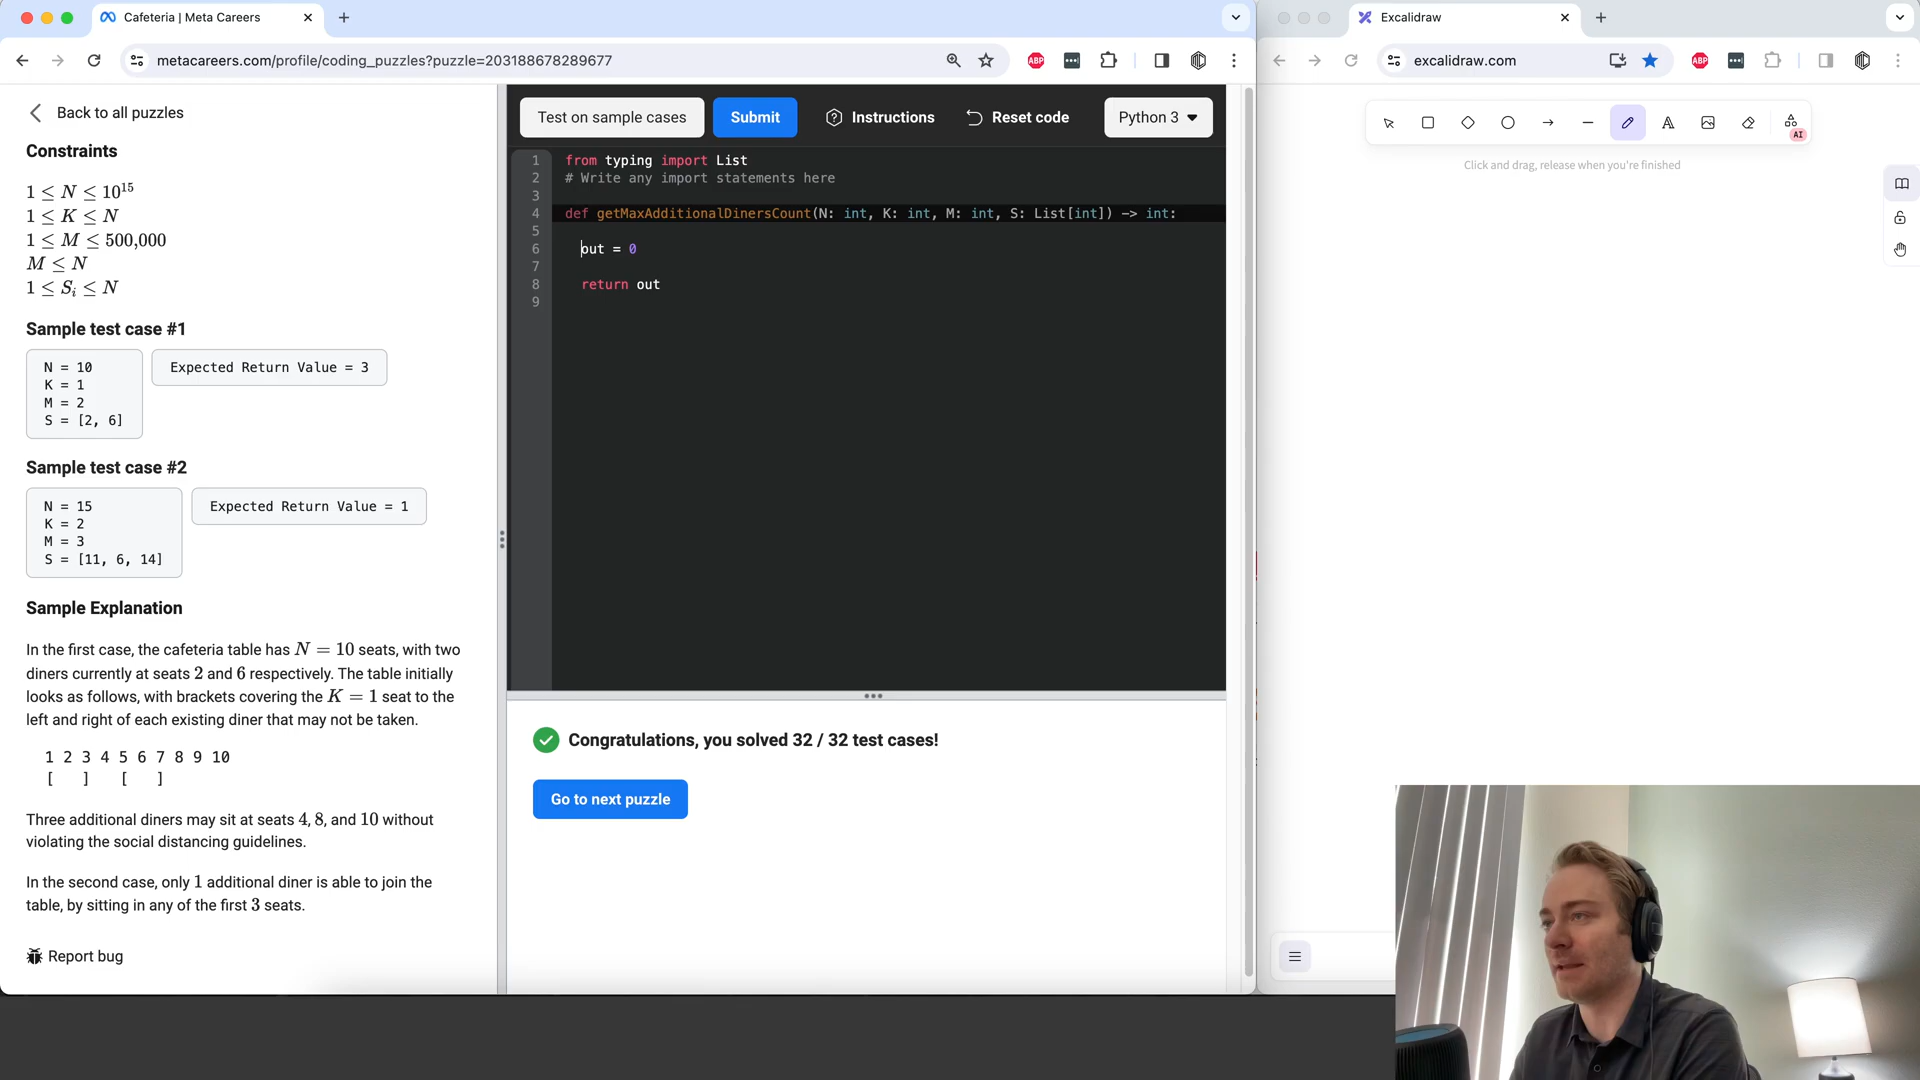 Cafeteria | Meta Careers
metacareers.com/profile/coding_puzzles?puzzle=203188678289677
ABP
Excalidraw
excalidraw.com
ABP
Back to all puzzles
Constraints
1 ≤ N ≤ 10¹⁵
1 ≤ K ≤ N
1 ≤ M ≤ 500,000
M ≤ N
1 ≤ Sᵢ ≤ N
Sample test case #1
N = 10
K = 1
M = 2
S = [2, 6]
Expected Return Value = 3
Sample test case #2
N = 15
K = 2
M = 3
S = [11, 6, 14]
Expected Return Value = 1
Sample Explanation
In the first case, the cafeteria table has N = 10 seats, with two
diners currently at seats 2 and 6 respectively. The table initially
looks as follows, with brackets covering the K = 1 seat to the
left and right of each existing diner that may not be taken.
1 2 3 4 5 6 7 8 9 10
[   ]   [   ]
Three additional diners may sit at seats 4, 8, and 10 without
violating the social distancing guidelines.
In the second case, only 1 additional diner is able to join the
table, by sitting in any of the first 3 seats.
Report bug
Test on sample cases
Submit
Instructions
Reset code
Python 3
1 from typing import List
2 # Write any import statements here
3
4 def getMaxAdditionalDinersCount(N: int, K: int, M: int, S: List[int]) -> int:
5
6 out = 0
7
8 return out
9
Congratulations, you solved 32 / 32 test cases!
Go to next puzzle
A
AI
Click and drag, release when you're finished